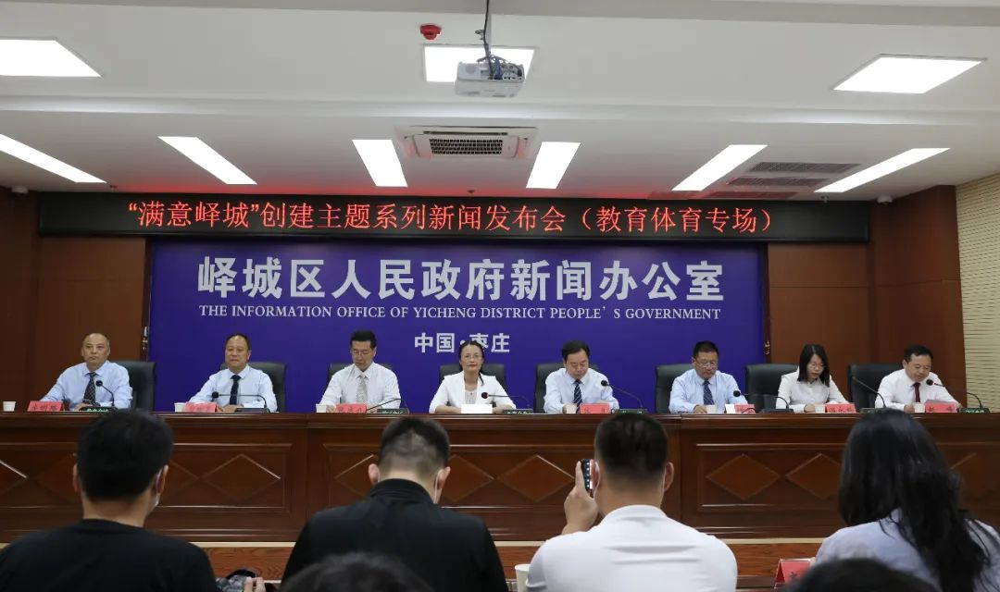 “满意峄城”创建主题系列新闻发布会（教育体育专场）
峄城区人民政府新闻办公室
THE INFORMATION OFFICE OF YICHENG DISTRICT PEOPLE'S GOVERNMENT
中国·枣庄